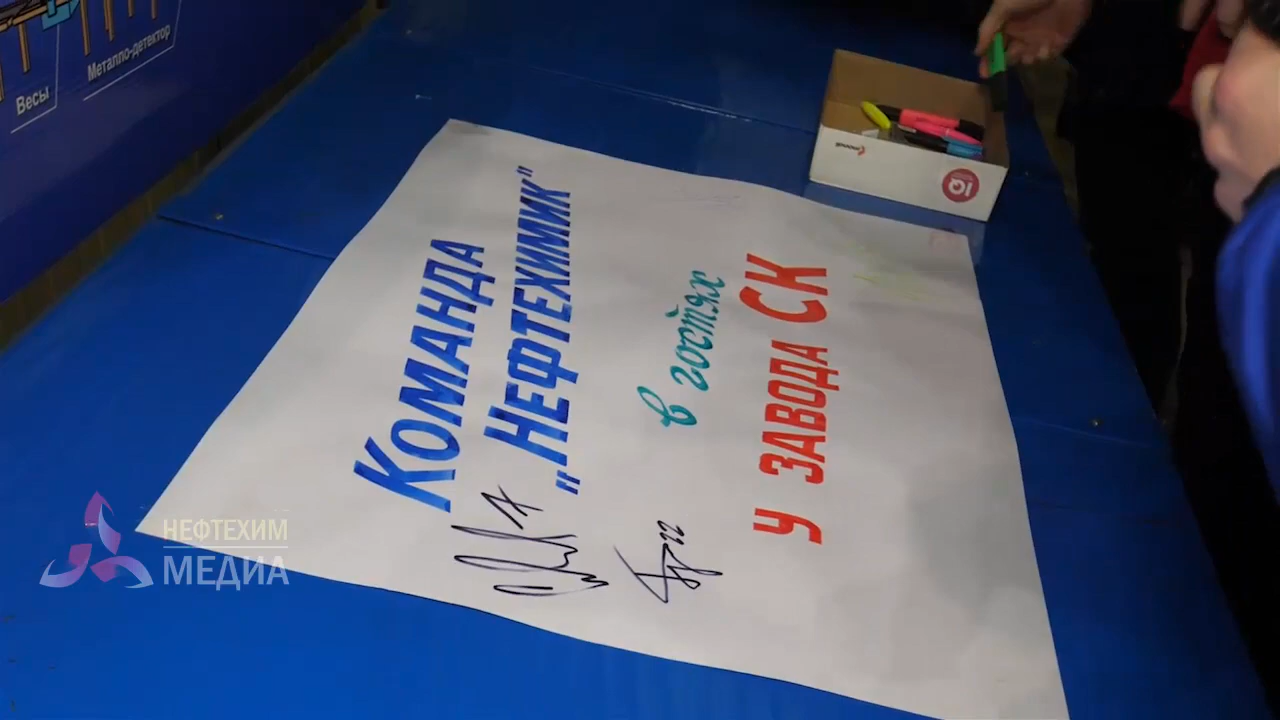 Весы
Металло-детектор
КОМАНДА
„НЕФТЕХИМИК"
в гостях
У ЗАВОДА СК
НЕФТЕХИМ
МЕДИА